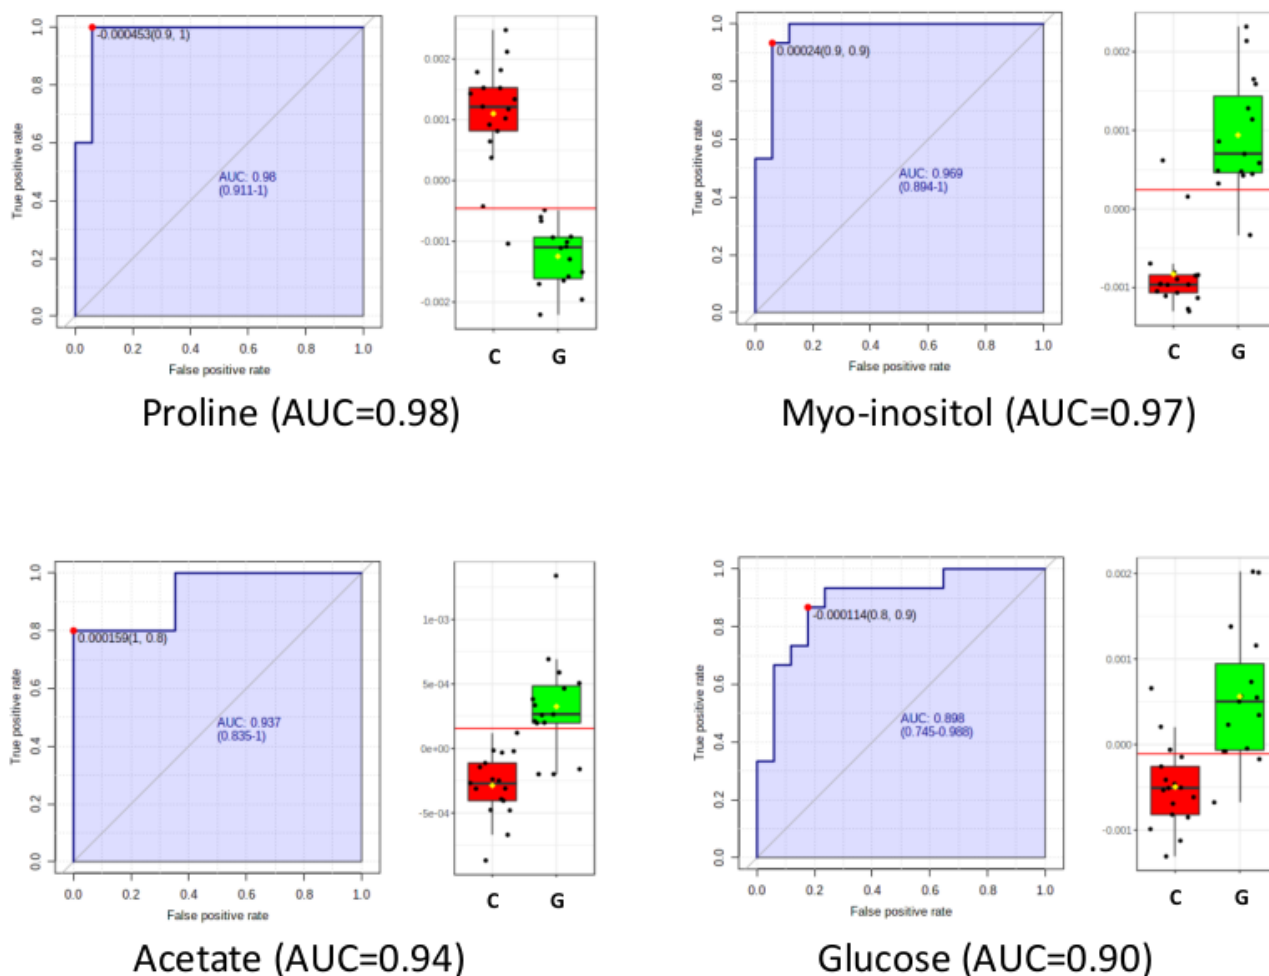 1.0
0.8
0.6
0.4
0.2
0.0
True positive rate
-0.000453(0.9, 1)
AUC: 0.98
(0.911-1)
0.0 0.2 0.4 0.6 0.8 1.0
False positive rate
0.002
0.001
0.000
-0.001
-0.002
C G
Proline (AUC=0.98)
1.0
0.8
0.6
0.4
0.2
0.0
True positive rate
0.00024(0.9, 0.9)
AUC: 0.969
(0.894-1)
0.0 0.2 0.4 0.6 0.8 1.0
False positive rate
0.002
0.001
0.000
-0.001
C G
Myo-inositol (AUC=0.97)
1.0
0.8
0.6
0.4
0.2
0.0
True positive rate
0.000159(1, 0.8)
AUC: 0.937
(0.835-1)
0.0 0.2 0.4 0.6 0.8 1.0
False positive rate
1e-03
5e-04
0e+00
-5e-04
C G
Acetate (AUC=0.94)
1.0
0.8
0.6
0.4
0.2
0.0
True positive rate
-0.000114(0.8, 0.9)
AUC: 0.898
(0.745-0.988)
0.0 0.2 0.4 0.6 0.8 1.0
False positive rate
0.002
0.001
0.000
-0.001
C G
Glucose (AUC=0.90)